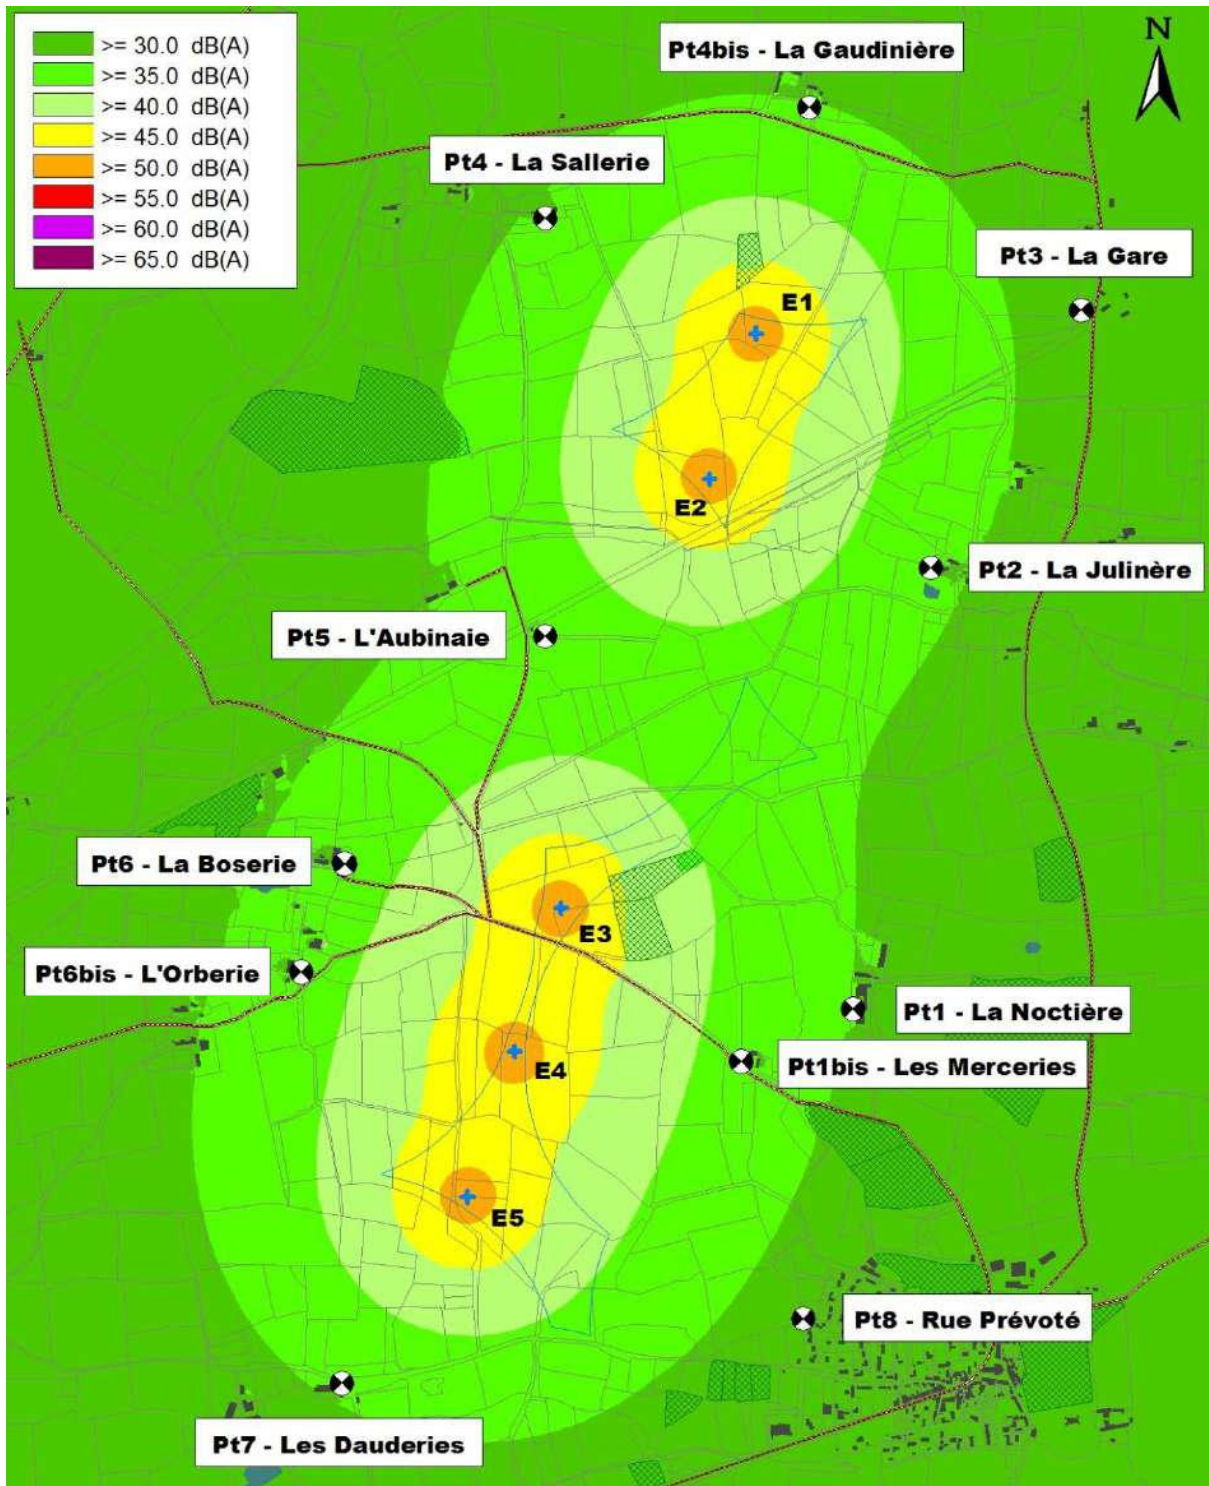 >= 30.0 dB(A)
>= 35.0 dB(A)
>= 40.0 dB(A)
>= 45.0 dB(A)
>= 50.0 dB(A)
>= 55.0 dB(A)
>= 60.0 dB(A)
>= 65.0 dB(A)
N
Pt4bis - La Gaudinière
Pt4 - La Sallerie
Pt3 - La Gare
E1
E2
Pt2 - La Julinère
Pt5 - L'Aubinaie
Pt6 - La Boserie
E3
Pt6bis - L'Orberie
Pt1 - La Noctière
E4
Pt1bis - Les Merceries
E5
Pt8 - Rue Prévoté
Pt7 - Les Dauderies